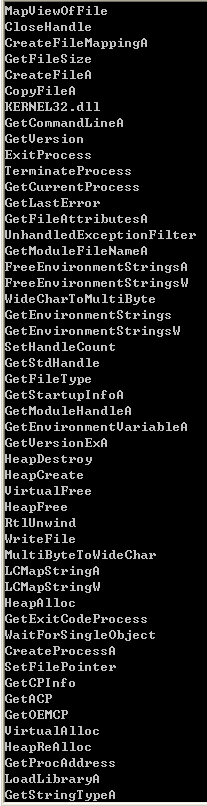 MapViewOfFile
CloseHandle
CreateFileMappingA
GetFileSize
CreateFileA
CopyFileA
KERNEL32.dll
GetCommandLineA
GetVersion
ExitProcess
TerminateProcess
GetCurrentProcess
GetLastError
GetFileAttributesA
UnhandledExceptionFilter
GetModuleFileNameA
FreeEnvironmentStringsA
FreeEnvironmentStringsW
WideCharToMultiByte
GetEnvironmentStrings
GetEnvironmentStringsW
SetHandleCount
GetStdHandle
GetFileType
GetStartupInfoA
GetModuleHandleA
GetEnvironmentVariableA
GetVersionExA
HeapDestroy
HeapCreate
VirtualFree
HeapFree
RtlUnwind
WriteFile
MultiByteToWideChar
LCMapStringA
LCMapStringW
HeapAlloc
GetExitCodeProcess
WaitForSingleObject
CreateProcessA
SetFilePointer
GetCPInfo
GetACP
GetOEMCP
VirtualAlloc
HeapReAlloc
GetProcAddress
LoadLibraryA
GetStringTypeA